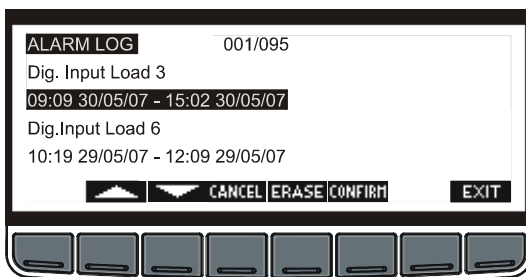 ALARM LOG 001/095
Dig. Input Load 3
09:09 30/05/07 - 15:02 30/05/07
Dig.Input Load 6
10:19 29/05/07 - 12:09 29/05/07
CANCEL ERASE CONFIRM EXIT